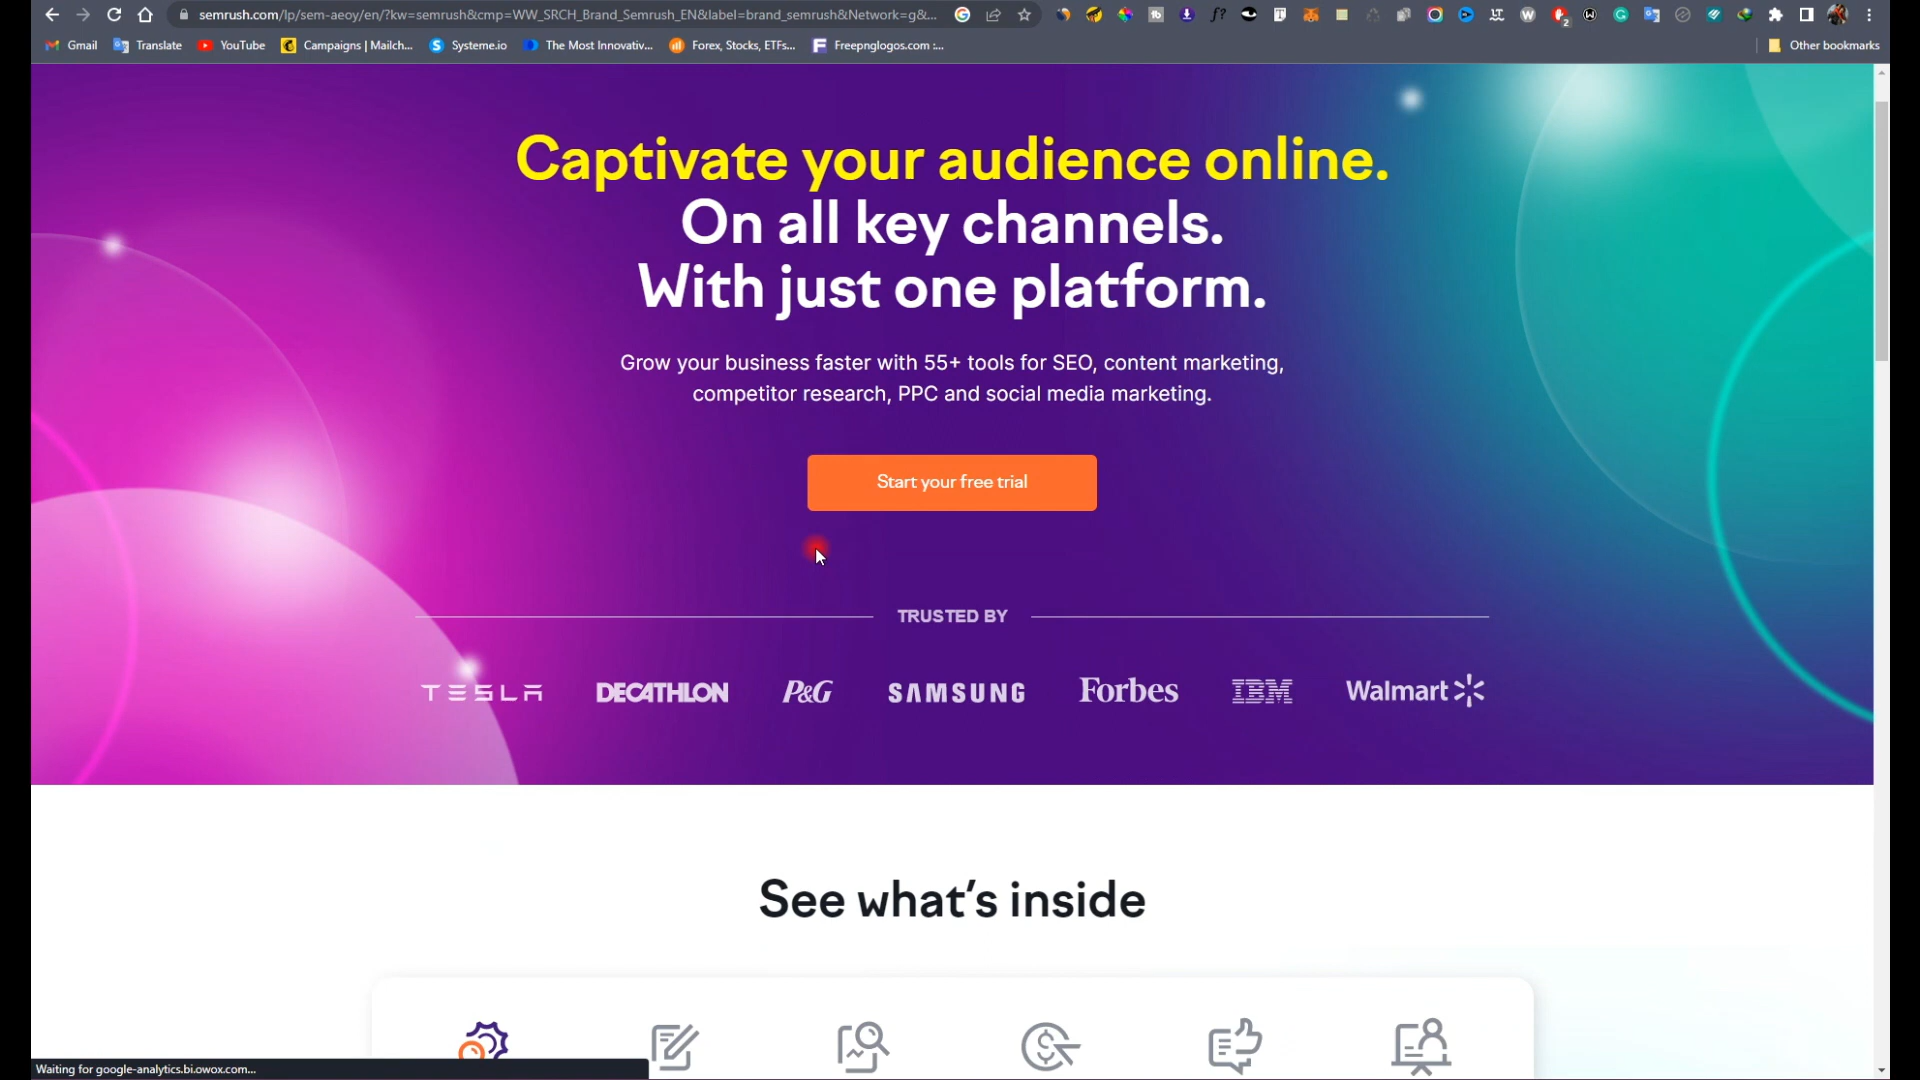 semrush.com/lp/sem-aeoy/en/?kw=semrush&cmp=WW_SRCH_Brand_Semrush_EN&label=brand_semrush&Network=g&...
Gmail Translate YouTube Campaigns | Mailch... Systeme.io The Most Innovativ... Forex, Stocks, ETFs... Freepnglogos.com :... Other bookmarks
Captivate your audience online.
On all key channels.
With just one platform.
Grow your business faster with 55+ tools for SEO, content marketing,
competitor research, PPC and social media marketing.
Start your free trial
TRUSTED BY
TESLA DECATHLON P&G SAMSUNG Forbes IBM Walmart
See what's inside
Waiting for google-analytics.bi.owox.com...